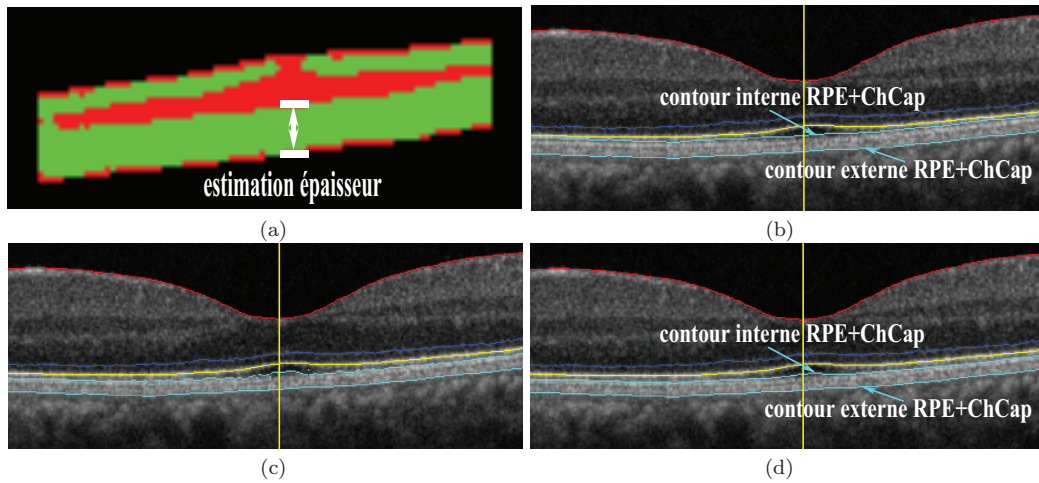 estimation épaisseur
(a)
contour interne RPE+ChCap
contour externe RPE+ChCap
(b)
(c)
contour interne RPE+ChCap
contour externe RPE+ChCap
(d)